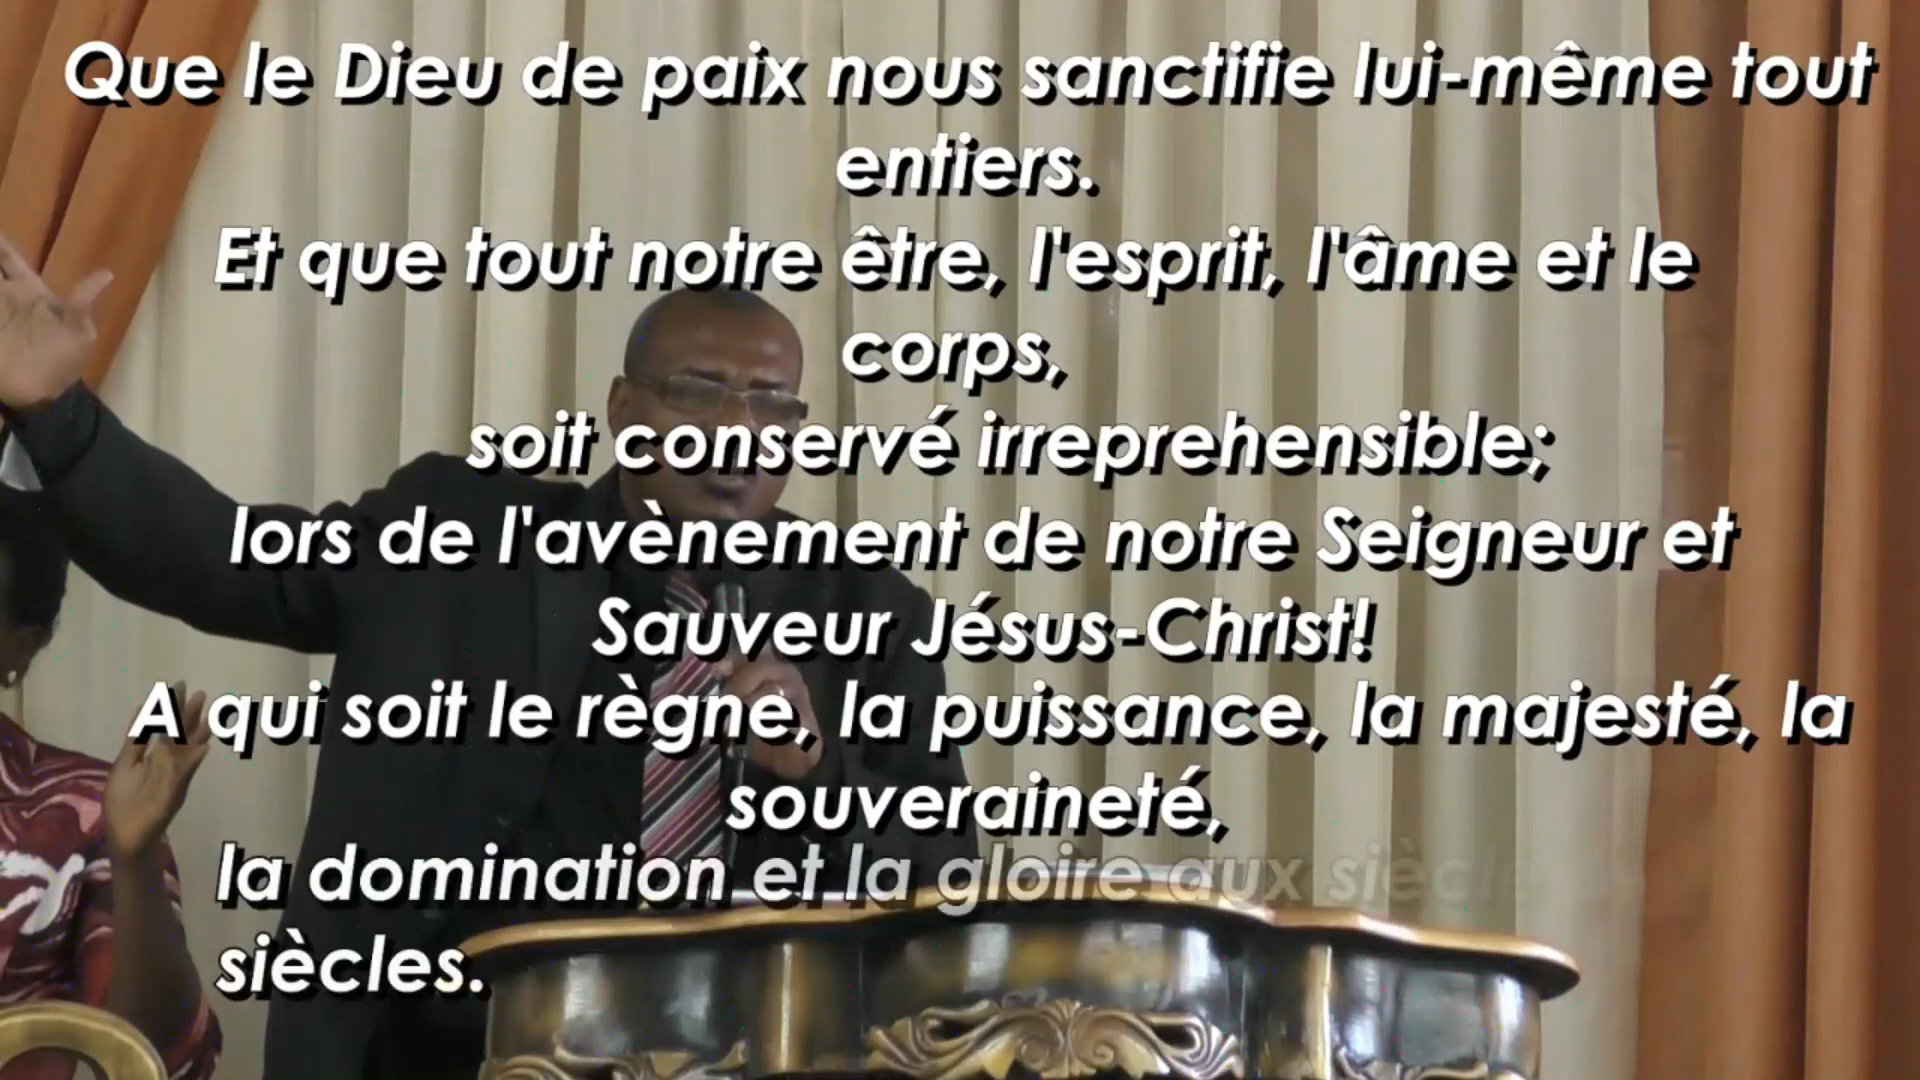 Que le Dieu de paix nous sanctifie lui-même tout
entiers.
Et que tout notre être, l'esprit, l'âme et le
corps,
soit conservé irreprehensible;
lors de l'avènement de notre Seigneur et
Sauveur Jésus-Christ!
A qui soit le règne, la puissance, la majesté, la
souveraineté,
la domination et la gloire aux
siècles.